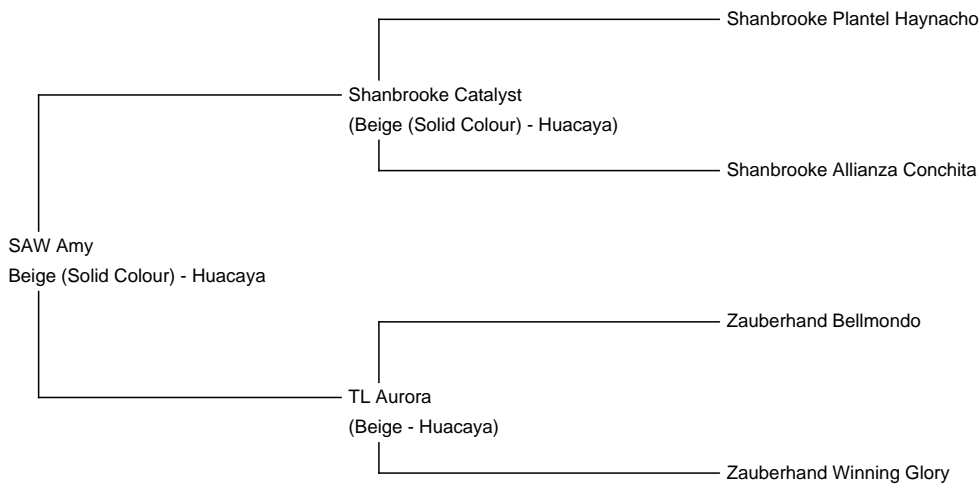 Shanbrooke Plantel Haynacho
Shanbrooke Catalyst
(Beige (Solid Colour) - Huacaya)
Shanbrooke Allianza Conchita
SAW Amy
Beige (Solid Colour) - Huacaya
Zauberhand Bellmondo
TL Aurora
(Beige - Huacaya)
Zauberhand Winning Glory